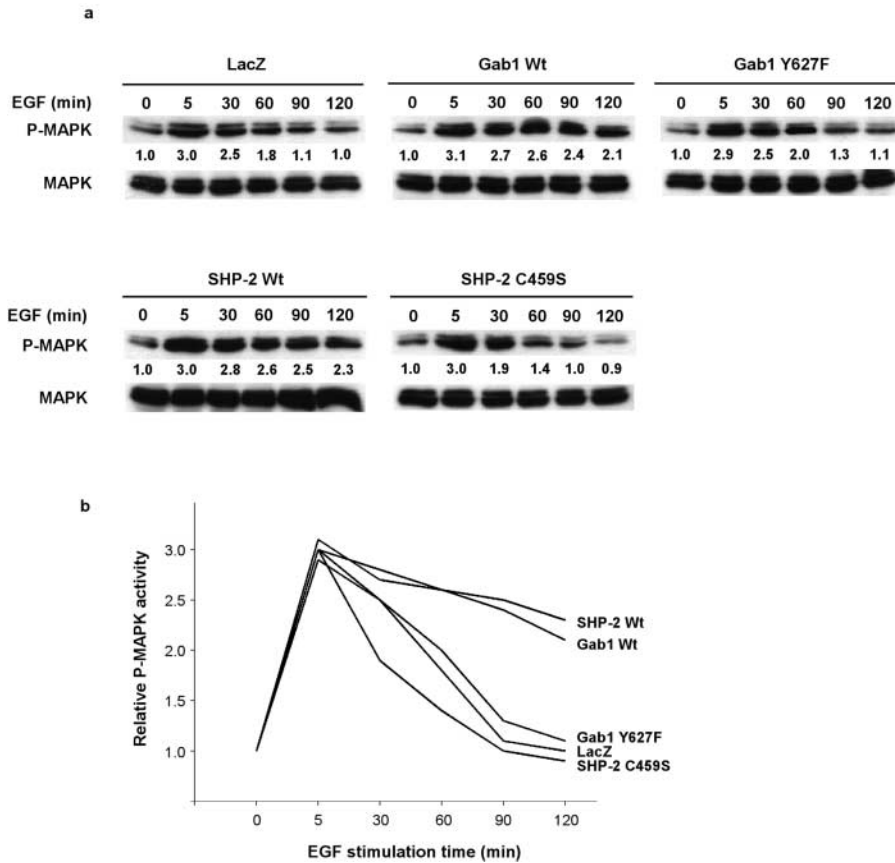 a
LacZ
Gab1 Wt
Gab1 Y627F
EGF (min) 0 5 30 60 90 120 0 5 30 60 90 120 0 5 30 60 90 120
P-MAPK
1.0 3.0 2.5 1.8 1.1 1.0 1.0 3.1 2.7 2.6 2.4 2.1 1.0 2.9 2.5 2.0 1.3 1.1
MAPK
SHP-2 Wt
SHP-2 C459S
EGF (min) 0 5 30 60 90 120 0 5 30 60 90 120
P-MAPK
1.0 3.0 2.8 2.6 2.5 2.3 1.0 3.0 1.9 1.4 1.0 0.9
MAPK
b
Relative P-MAPK activity
3.0
2.5
2.0
1.5
1.0
SHP-2 Wt
Gab1 Wt
Gab1 Y627F
LacZ
SHP-2 C459S
0 5 30 60 90 120
EGF stimulation time (min)